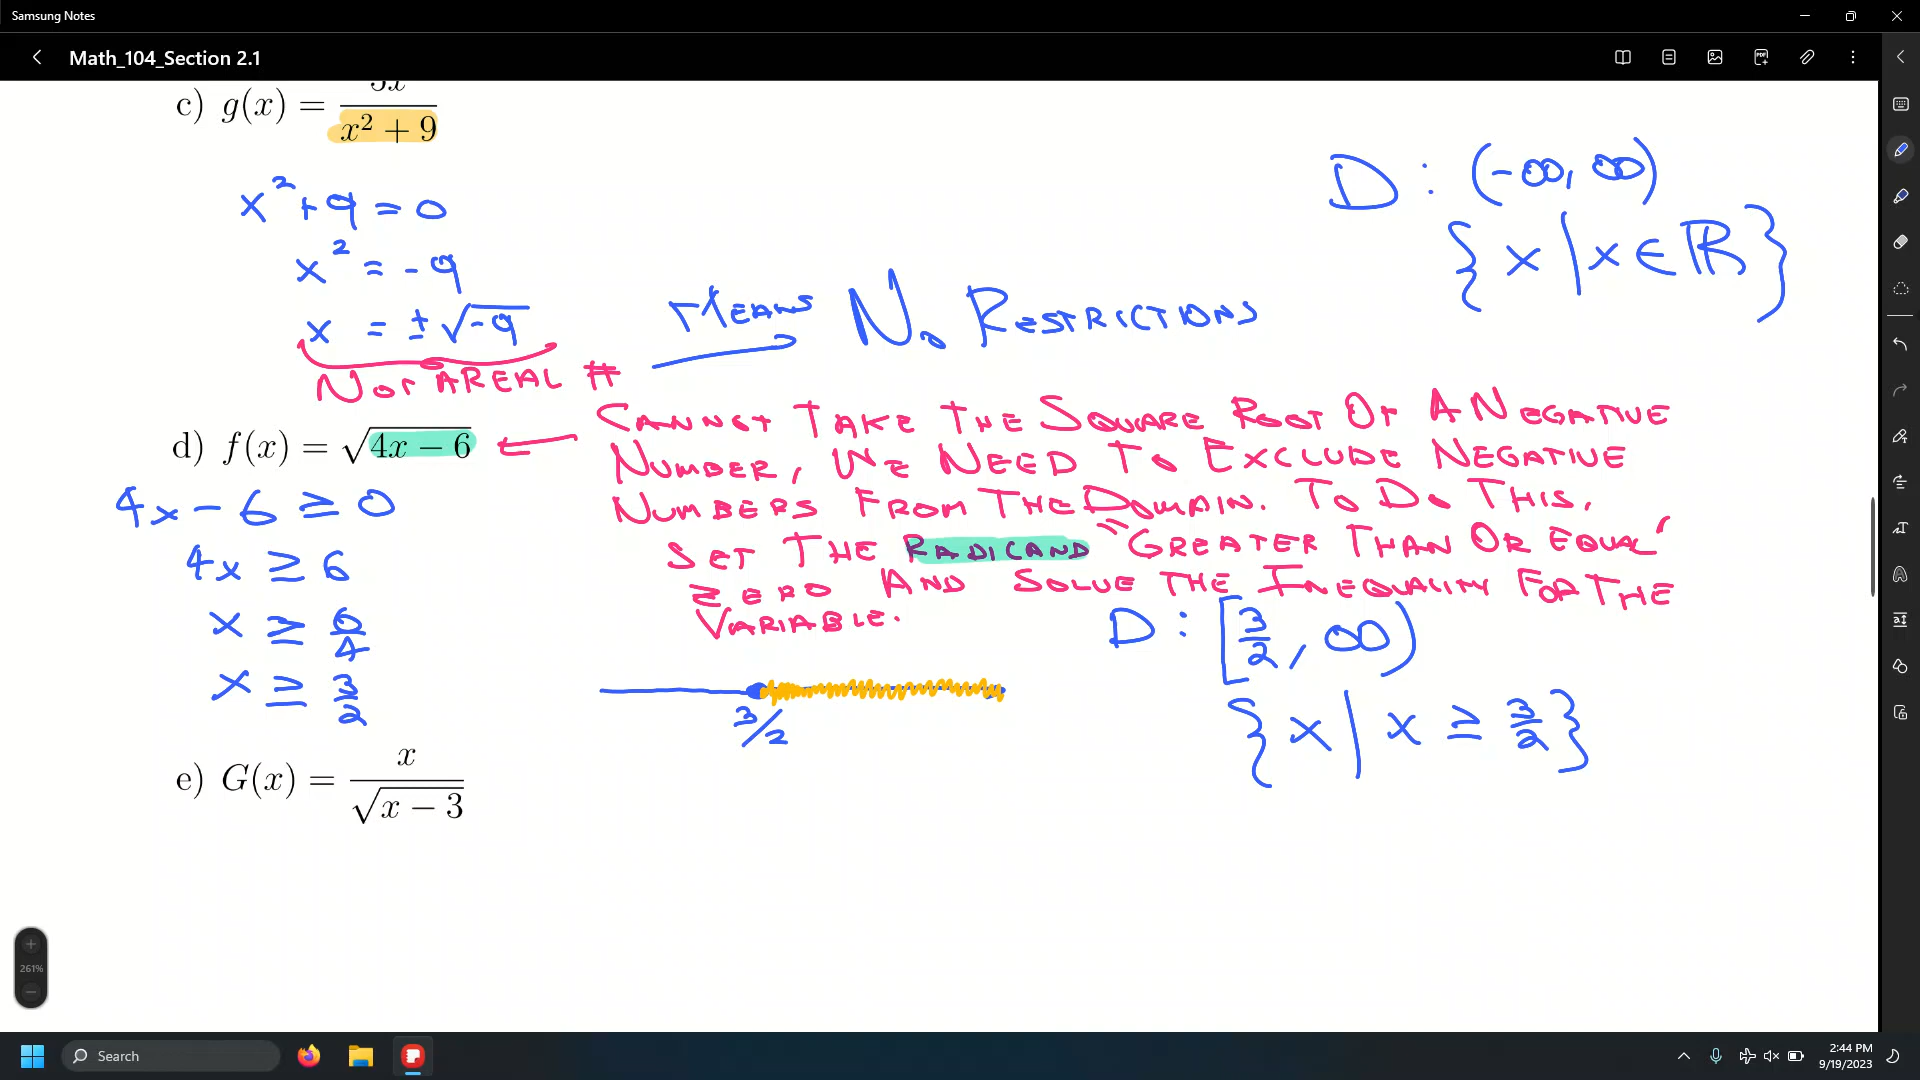 Samsung Notes
Math_104_Section 2.1
c) g(x) = 3x / (x² + 9)
x² + 9 = 0
x² = -9
x = ± √-9
NOT A REAL #
MEANS No RESTRICTIONS
D : (-∞, ∞)
{ x | x ∈ ℝ }
d) f(x) = √(4x − 6)
CANNOT TAKE THE SQUARE ROOT OF A NEGATIVE
NUMBER, WE NEED TO EXCLUDE NEGATIVE
NUMBERS FROM THE DOMAIN. TO DO THIS,
SET THE RADICAND "GREATER THAN OR EQUAL"
ZERO AND SOLVE THE INEQUALITY FOR THE
VARIABLE.
4x - 6 ≥ 0
4x ≥ 6
x ≥ 6/4
x ≥ 3/2
3/2
D : [3/2, ∞)
{ x | x ≥ 3/2 }
e) G(x) = x / √(x − 3)
261%
Search
2:44 PM
9/19/2023